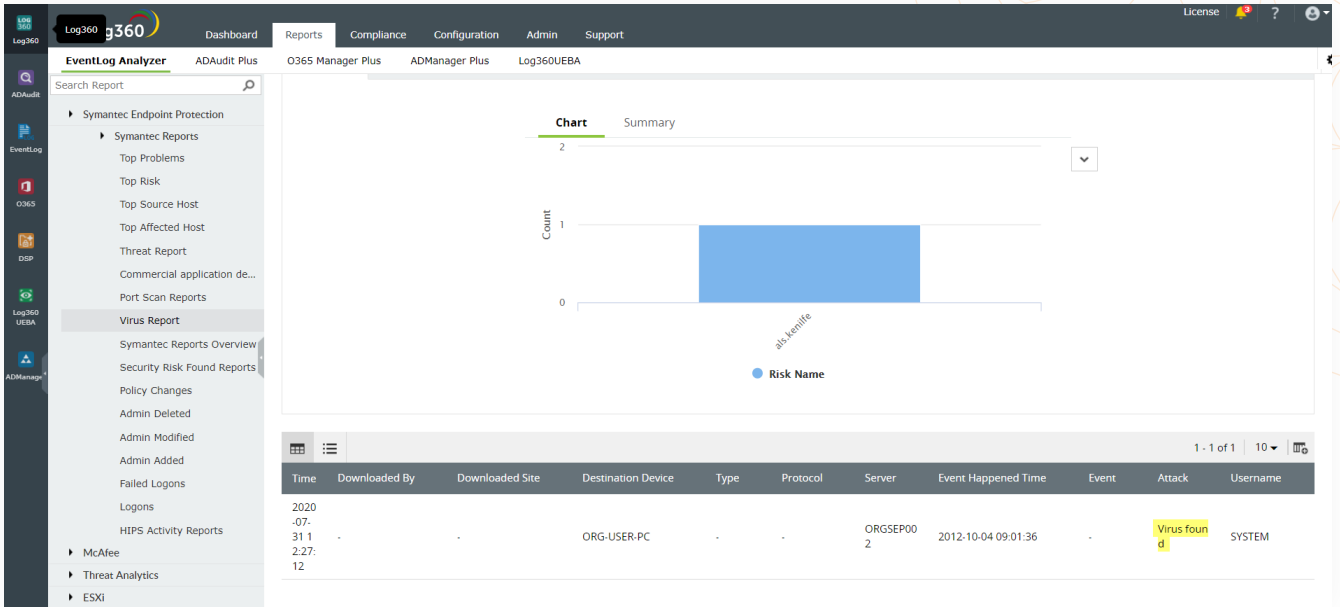 LOG
360
Log360
Log360
g360
License
3
?
Dashboard
Reports
Compliance
Configuration
Admin
Support
EventLog Analyzer
ADAudit Plus
O365 Manager Plus
ADManager Plus
Log360UEBA
ADAudit
EventLog
O365
DSP
Log360
UEBA
ADManage
Search Report
Symantec Endpoint Protection
Symantec Reports
Top Problems
Top Risk
Top Source Host
Top Affected Host
Threat Report
Commercial application de...
Port Scan Reports
Virus Report
Symantec Reports Overview
Security Risk Found Reports
Policy Changes
Admin Deleted
Admin Modified
Admin Added
Failed Logons
Logons
HIPS Activity Reports
McAfee
Threat Analytics
ESXi
Chart
Summary
2
1
0
Count
als.kenilfe
Risk Name
1 - 1 of 1
10
Time Downloaded By Downloaded Site Destination Device Type Protocol Server Event Happened Time Event Attack Username
2020
-07-
31 1
2:27:
12
-
-
ORG-USER-PC
-
-
ORGSEP00
2
2012-10-04 09:01:36
-
Virus foun
d
SYSTEM